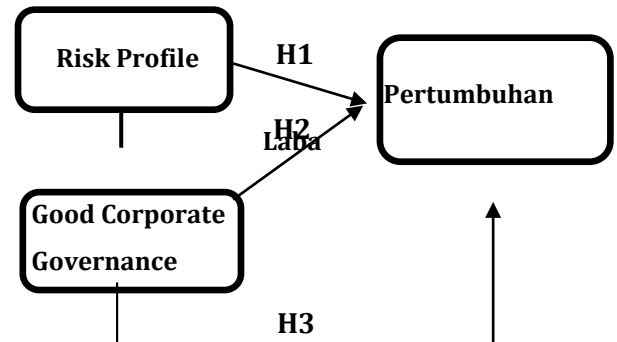 Risk Profile
H1
Pertumbuhan
H2
Laba
Good Corporate
Governance
H3